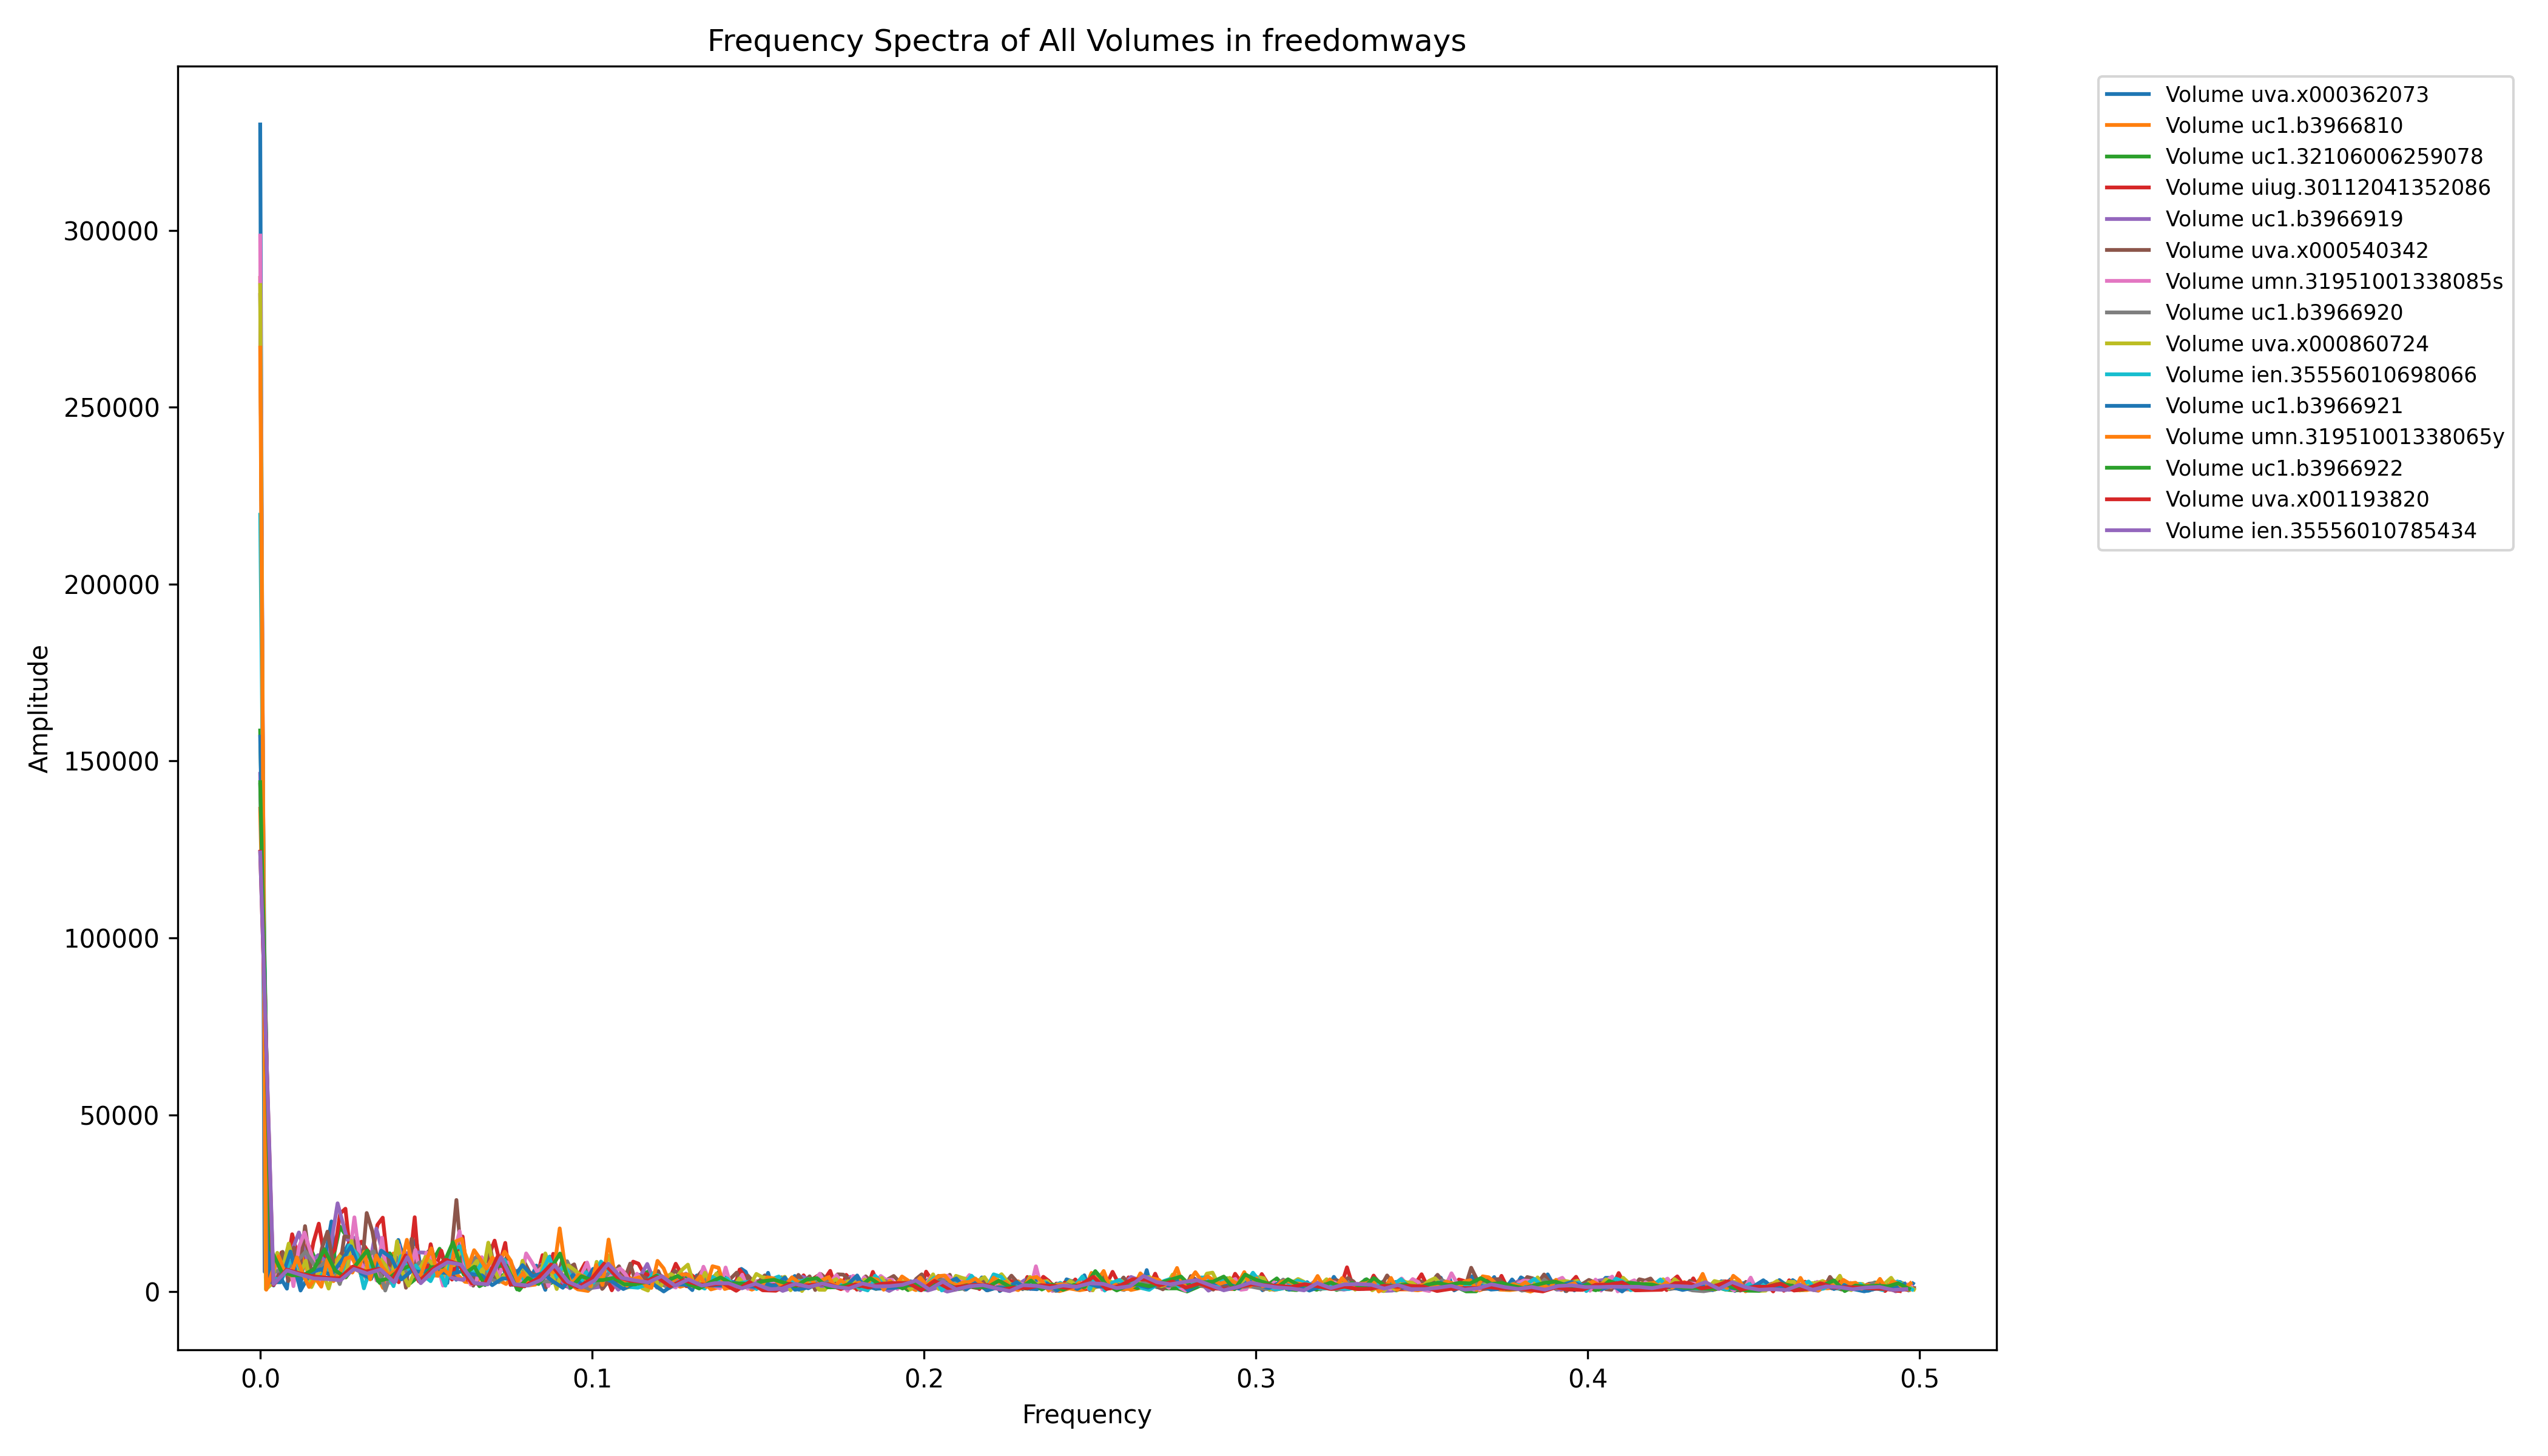 Frequency Spectra of All Volumes in freedomways
Amplitude
300000
250000
200000
150000
100000
50000
0
0.0 0.1 0.2 0.3 0.4 0.5
Frequency
Volume uva.x000362073
Volume uc1.b3966810
Volume uc1.32106006259078
Volume uiug.30112041352086
Volume uc1.b3966919
Volume uva.x000540342
Volume umn.31951001338085s
Volume uc1.b3966920
Volume uva.x000860724
Volume ien.35556010698066
Volume uc1.b3966921
Volume umn.31951001338065y
Volume uc1.b3966922
Volume uva.x001193820
Volume ien.35556010785434